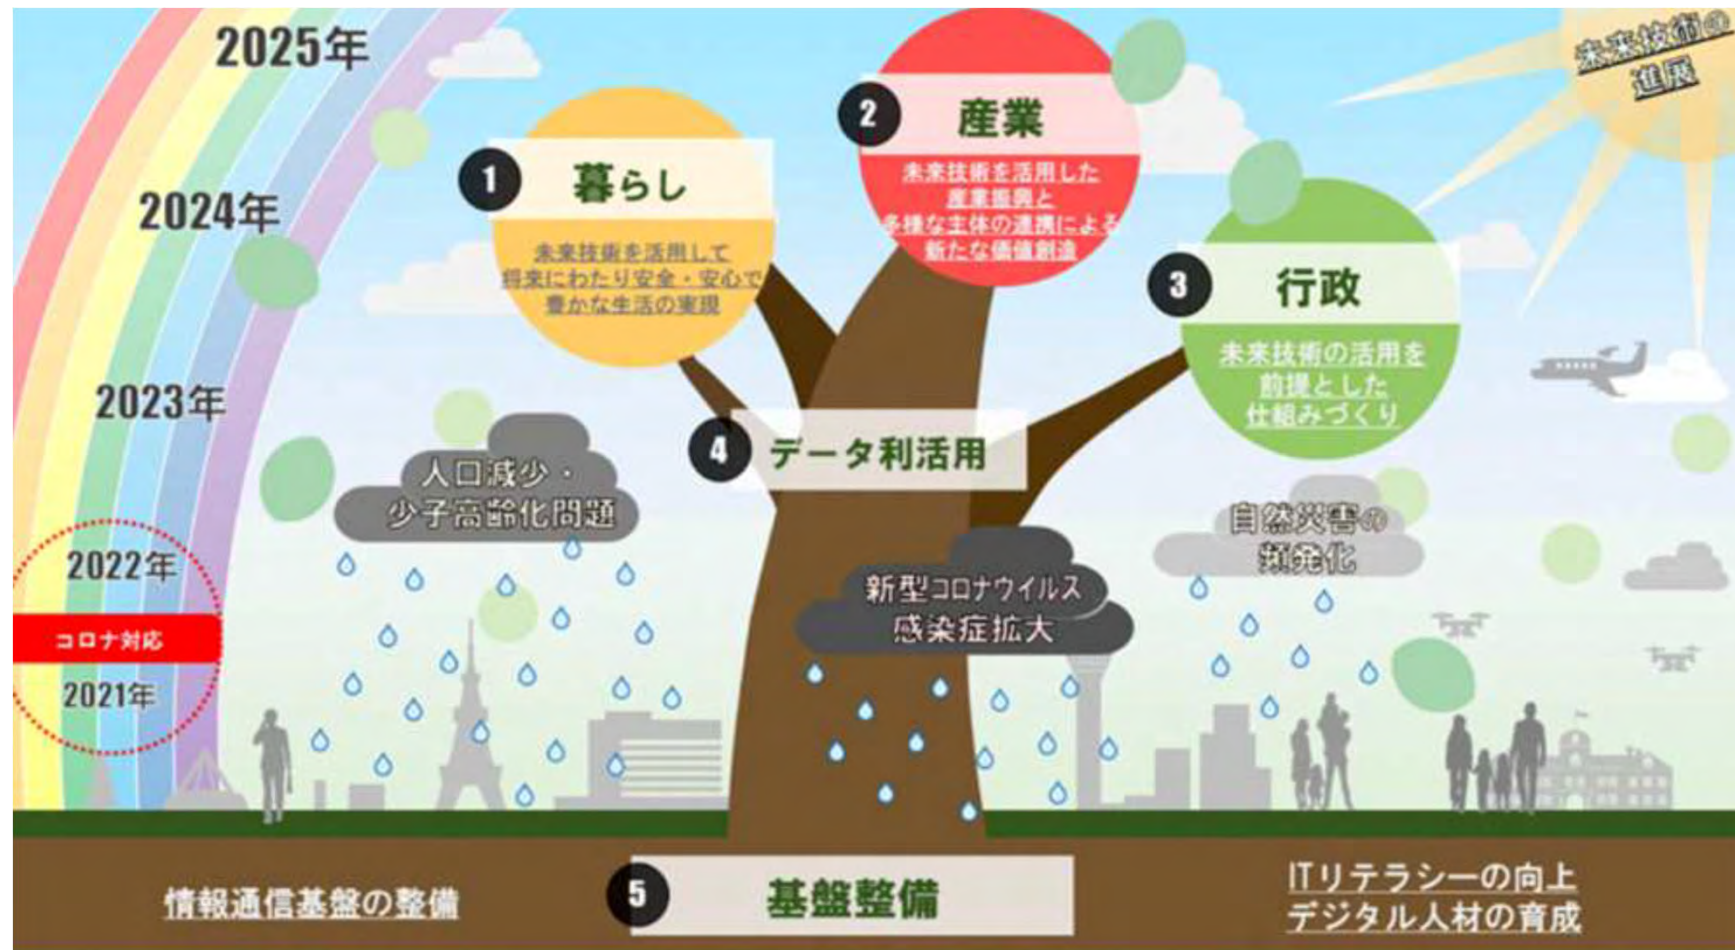 2025年
2024年
2023年
2022年
コロナ対応
2021年
未来技術の
進展
1
暮らし
未来技術を活用して
将来にわたり安全・安心で
豊かな生活の実現
2
産業
未来技術を活用した
産業振興と
多様な主体の連携による
新たな価値創造
3
行政
未来技術の活用を
前提とした
仕組みづくり
4
データ利活用
人口減少・
少子高齢化問題
新型コロナウイルス
感染症拡大
自然災害の
頻発化
情報通信基盤の整備
5
基盤整備
ITリテラシーの向上
デジタル人材の育成